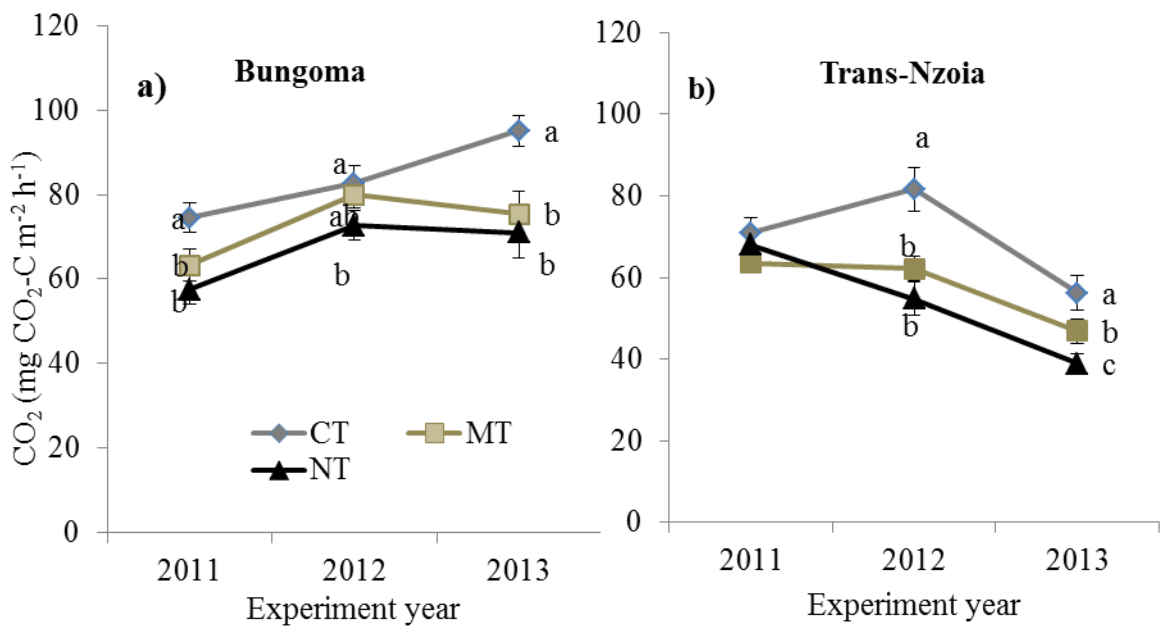 CO₂ (mg CO₂-C m⁻² h⁻¹)
120
100
80
60
40
20
0
a)
Bungoma
a
b
b
a
ab
b
a
b
b
CT
MT
NT
2011
2012
2013
Experiment year
120
100
80
60
40
20
0
b)
Trans-Nzoia
a
b
b
a
b
c
2011
2012
2013
Experiment year